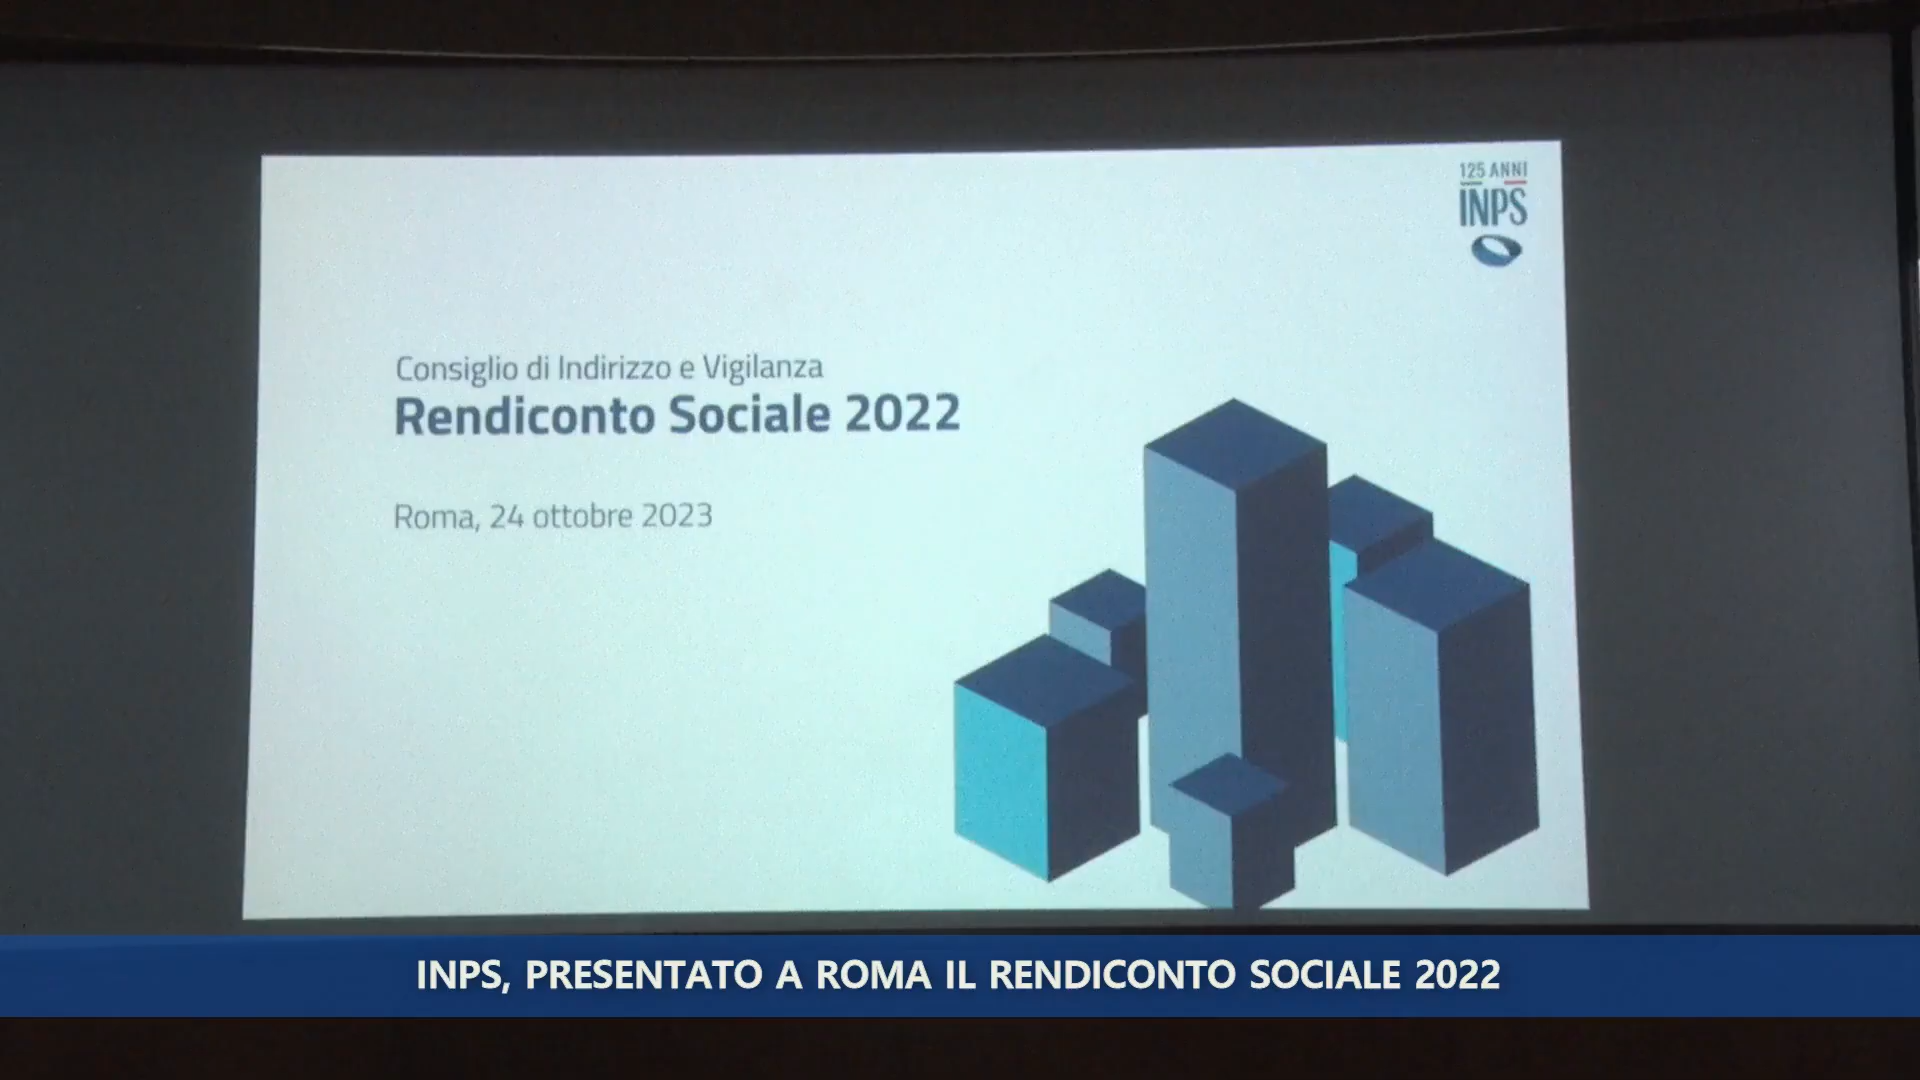 125 ANNI
INPS
Consiglio di Indirizzo e Vigilanza
Rendiconto Sociale 2022
Roma, 24 ottobre 2023
INPS, PRESENTATO A ROMA IL RENDICONTO SOCIALE 2022